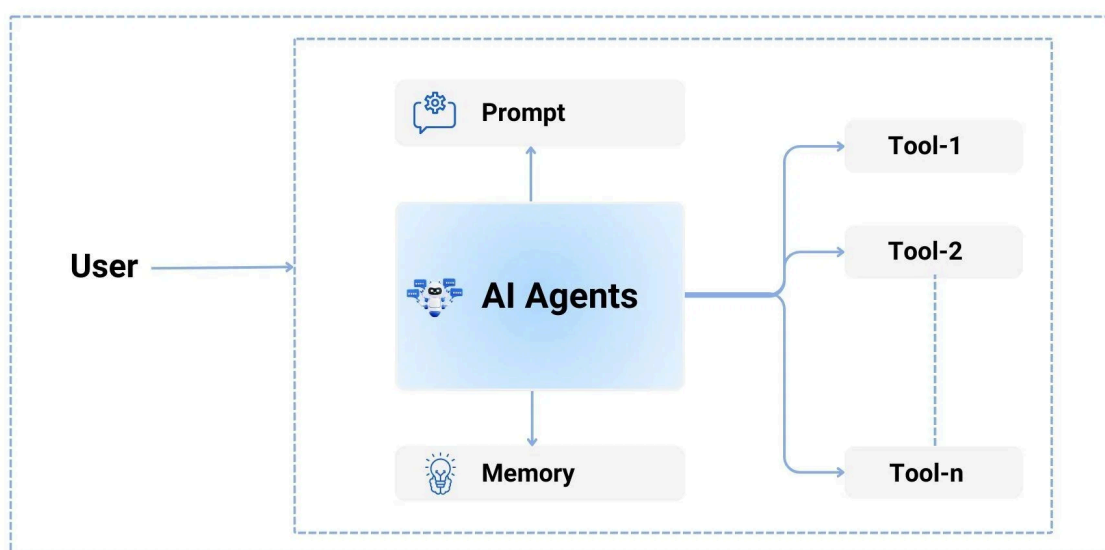 Prompt
Tool-1
Tool-2
User
AI Agents
Memory
Tool-n